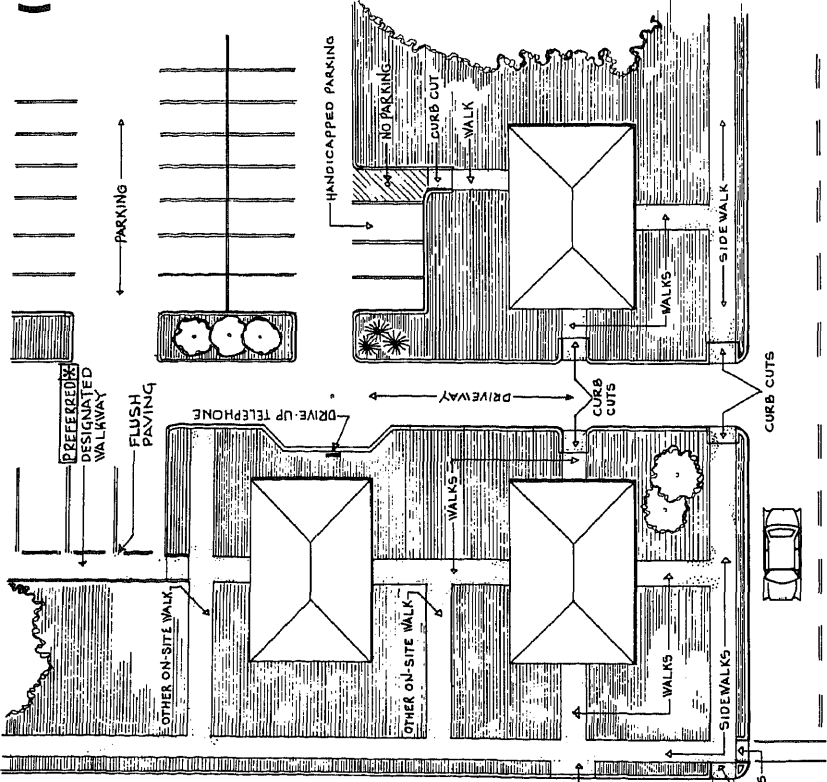 HANDICAPPED PARKING
NO PARKING
CURB CUT
WALK
PARKING
SIDEWALK
WALKS
PREFERRED *
DESIGNATED
WALKWAY
FLUSH
PAVING
DRIVE-UP TELEPHONE
DRIVEWAY
CURB
CUTS
CURB CUTS
WALKS
OTHER ON-SITE WALK
OTHER ON-SITE WALK
WALKS
SIDEWALKS